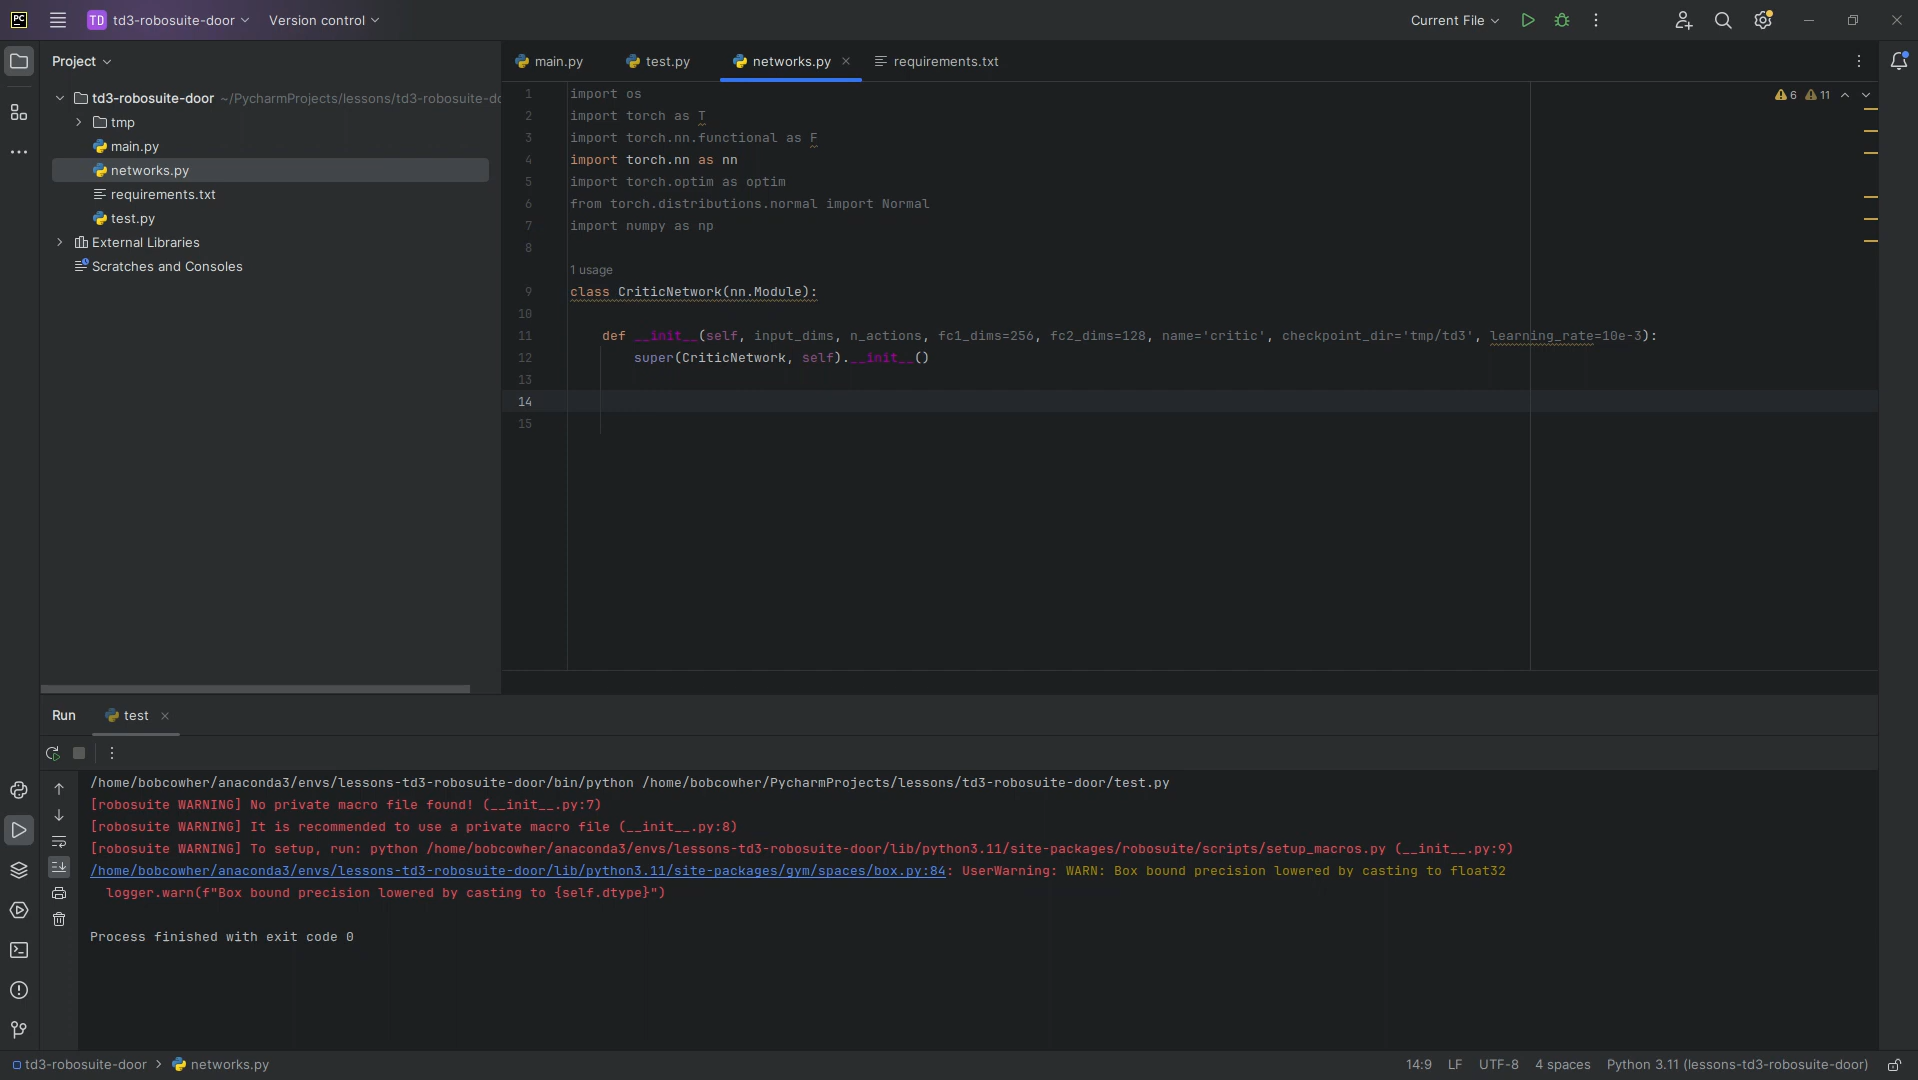 PC
TD td3-robosuite-door Version control Current File
Project
td3-robosuite-door ~/PycharmProjects/lessons/td3-robosuite-do
tmp
main.py
networks.py
requirements.txt
test.py
External Libraries
Scratches and Consoles
main.py test.py networks.py requirements.txt
6 11
1 import os
2 import torch as T
3 import torch.nn.functional as F
4 import torch.nn as nn
5 import torch.optim as optim
6 from torch.distributions.normal import Normal
7 import numpy as np
8
1 usage
9 class CriticNetwork(nn.Module):
10
11 def __init__(self, input_dims, n_actions, fc1_dims=256, fc2_dims=128, name='critic', checkpoint_dir='tmp/td3', learning_rate=10e-3):
12 super(CriticNetwork, self).__init__()
13
14
15
Run test
/home/bobcowher/anaconda3/envs/lessons-td3-robosuite-door/bin/python /home/bobcowher/PycharmProjects/lessons/td3-robosuite-door/test.py
[robosuite WARNING] No private macro file found! (__init__.py:7)
[robosuite WARNING] It is recommended to use a private macro file (__init__.py:8)
[robosuite WARNING] To setup, run: python /home/bobcowher/anaconda3/envs/lessons-td3-robosuite-door/lib/python3.11/site-packages/robosuite/scripts/setup_macros.py (__init__.py:9)
/home/bobcowher/anaconda3/envs/lessons-td3-robosuite-door/lib/python3.11/site-packages/gym/spaces/box.py:84: UserWarning: WARN: Box bound precision lowered by casting to float32
logger.warn(f"Box bound precision lowered by casting to {self.dtype}")
Process finished with exit code 0
td3-robosuite-door networks.py 14:9 LF UTF-8 4 spaces Python 3.11 (lessons-td3-robosuite-door)